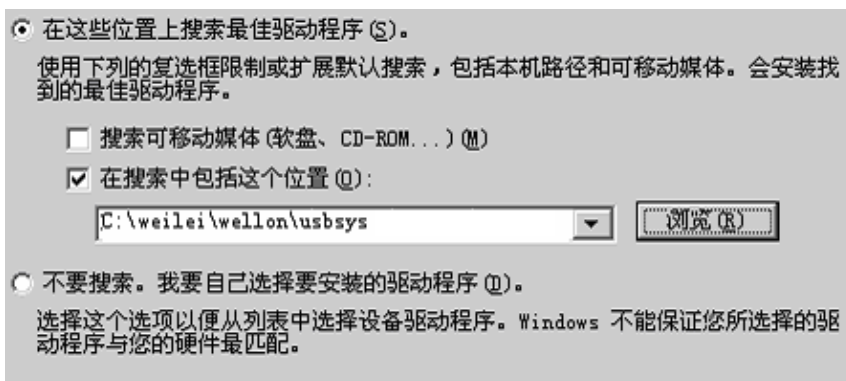 在这些位置上搜索最佳驱动程序(S)。
使用下列的复选框限制或扩展默认搜索，包括本机路径和可移动媒体。会安装找
到的最佳驱动程序。
搜索可移动媒体(软盘、CD-ROM...)(M)
在搜索中包括这个位置(O):
C:\weilei\wellon\usbsys
浏览(R)
不要搜索。我要自己选择要安装的驱动程序(D)。
选择这个选项以便从列表中选择设备驱动程序。Windows 不能保证您所选择的驱
动程序与您的硬件最匹配。